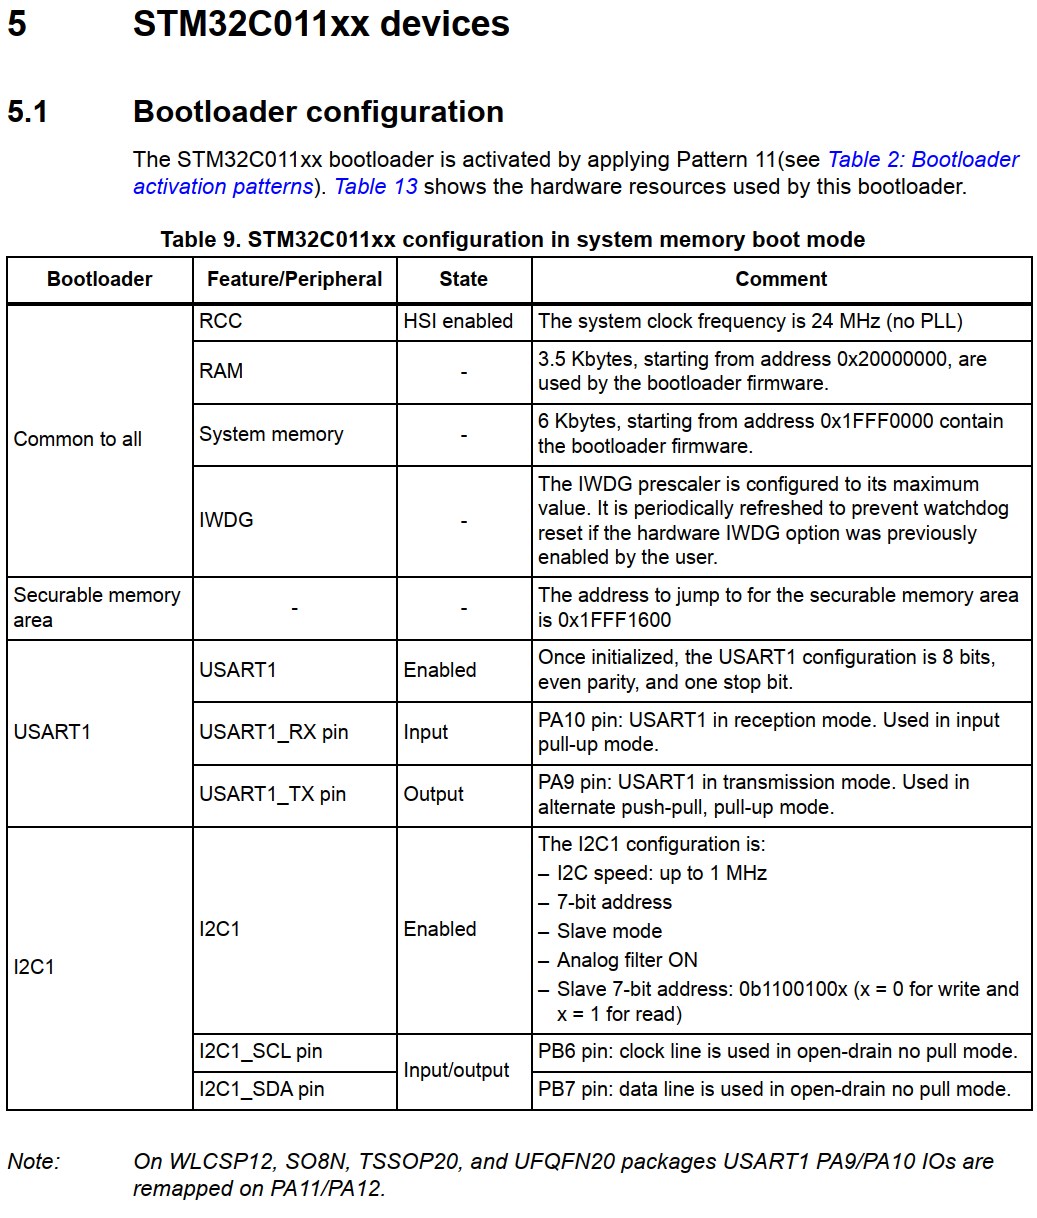 5 STM32C011xx devices
5.1 Bootloader configuration
The STM32C011xx bootloader is activated by applying Pattern 11(see Table 2: Bootloader
activation patterns). Table 13 shows the hardware resources used by this bootloader.
Table 9. STM32C011xx configuration in system memory boot mode
Bootloader Feature/Peripheral State Comment
Common to all
RCC HSI enabled The system clock frequency is 24 MHz (no PLL)
RAM - 3.5 Kbytes, starting from address 0x20000000, are
used by the bootloader firmware.
System memory - 6 Kbytes, starting from address 0x1FFF0000 contain
the bootloader firmware.
IWDG - The IWDG prescaler is configured to its maximum
value. It is periodically refreshed to prevent watchdog
reset if the hardware IWDG option was previously
enabled by the user.
Securable memory
area
- - The address to jump to for the securable memory area
is 0x1FFF1600
USART1
USART1 Enabled Once initialized, the USART1 configuration is 8 bits,
even parity, and one stop bit.
USART1_RX pin Input PA10 pin: USART1 in reception mode. Used in input
pull-up mode.
USART1_TX pin Output PA9 pin: USART1 in transmission mode. Used in
alternate push-pull, pull-up mode.
I2C1
I2C1 Enabled The I2C1 configuration is:
– I2C speed: up to 1 MHz
– 7-bit address
– Slave mode
– Analog filter ON
– Slave 7-bit address: 0b1100100x (x = 0 for write and
x = 1 for read)
I2C1_SCL pin Input/output PB6 pin: clock line is used in open-drain no pull mode.
I2C1_SDA pin PB7 pin: data line is used in open-drain no pull mode.
Note: On WLCSP12, SO8N, TSSOP20, and UFQFN20 packages USART1 PA9/PA10 IOs are
remapped on PA11/PA12.